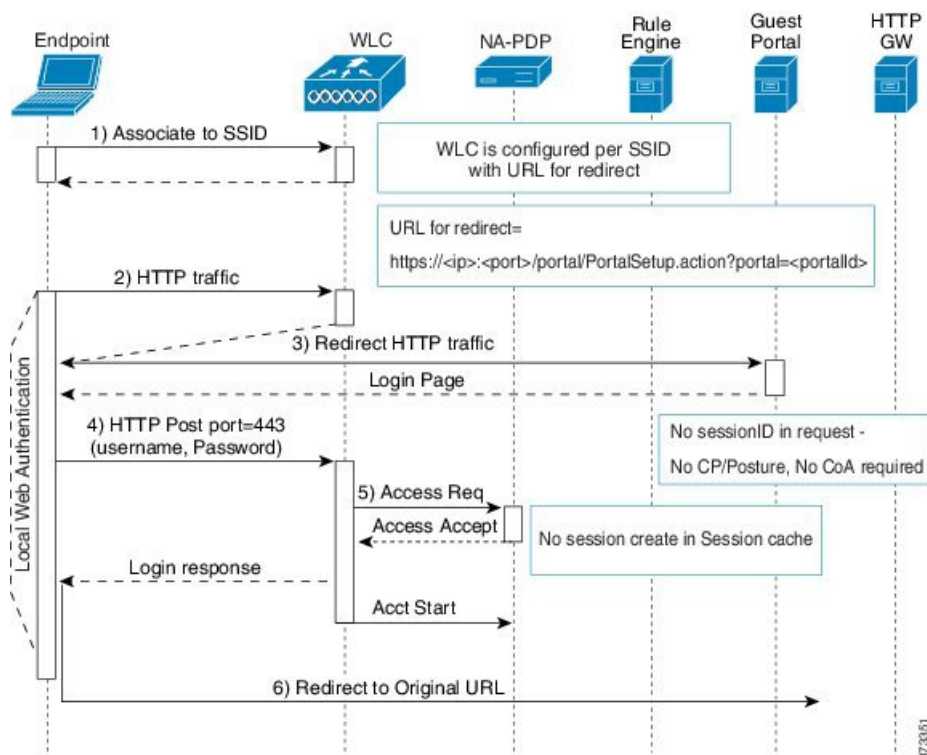 Endpoint
WLC
NA-PDP
Rule
Engine
Guest
Portal
HTTP
GW
1) Associate to SSID
WLC is configured per SSID
with URL for redirect
URL for redirect=
https://<ip>:<port>/portal/PortalSetup.action?portal=<portalId>
2) HTTP traffic
3) Redirect HTTP traffic
Login Page
Local Web Authentication
4) HTTP Post port=443
(username, Password)
No sessionID in request -
No CP/Posture, No CoA required
5) Access Req
Access Accept
No session create in Session cache
Login response
Acct Start
6) Redirect to Original URL